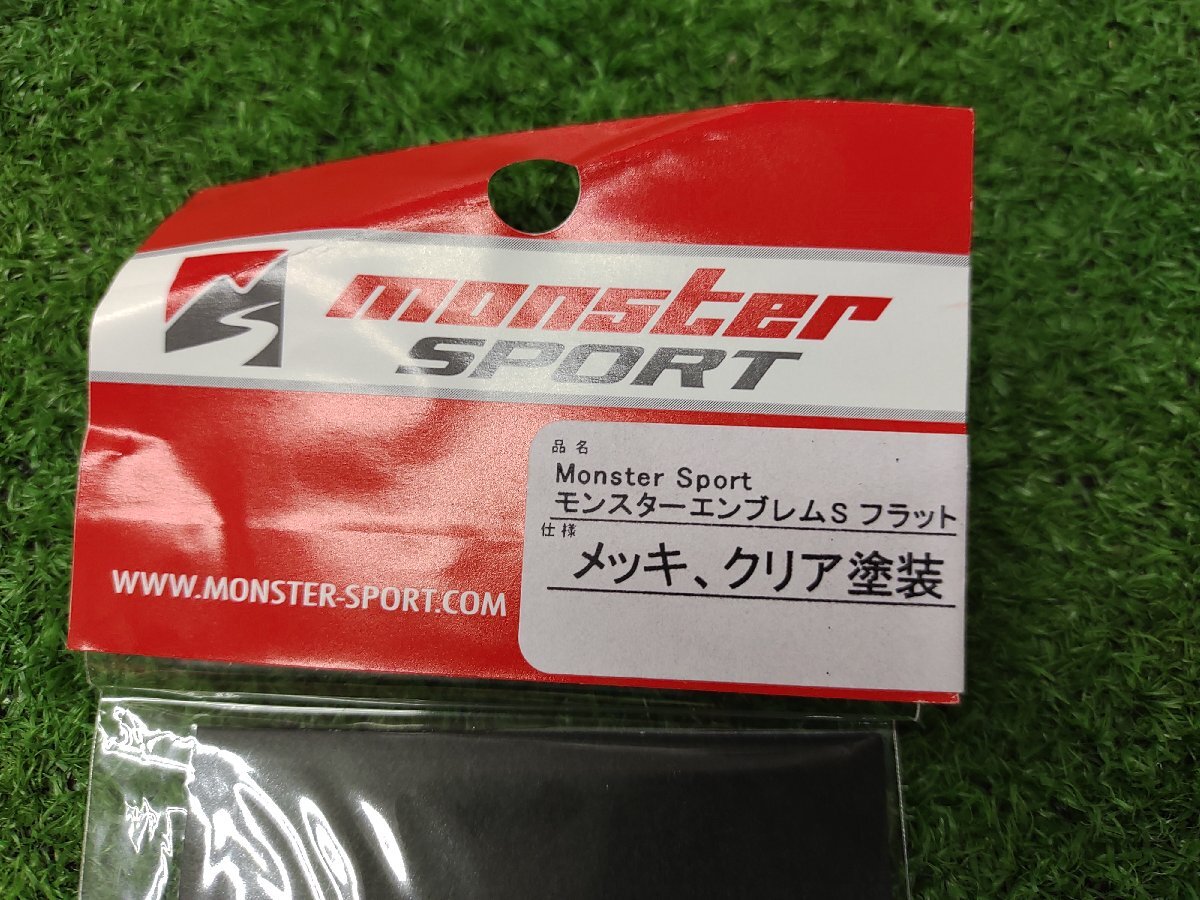 monster
SPORT
品名
Monster Sport
モンスターエンブレムS フラット
仕様
メッキ、クリア塗装
WWW.MONSTER-SPORT.COM